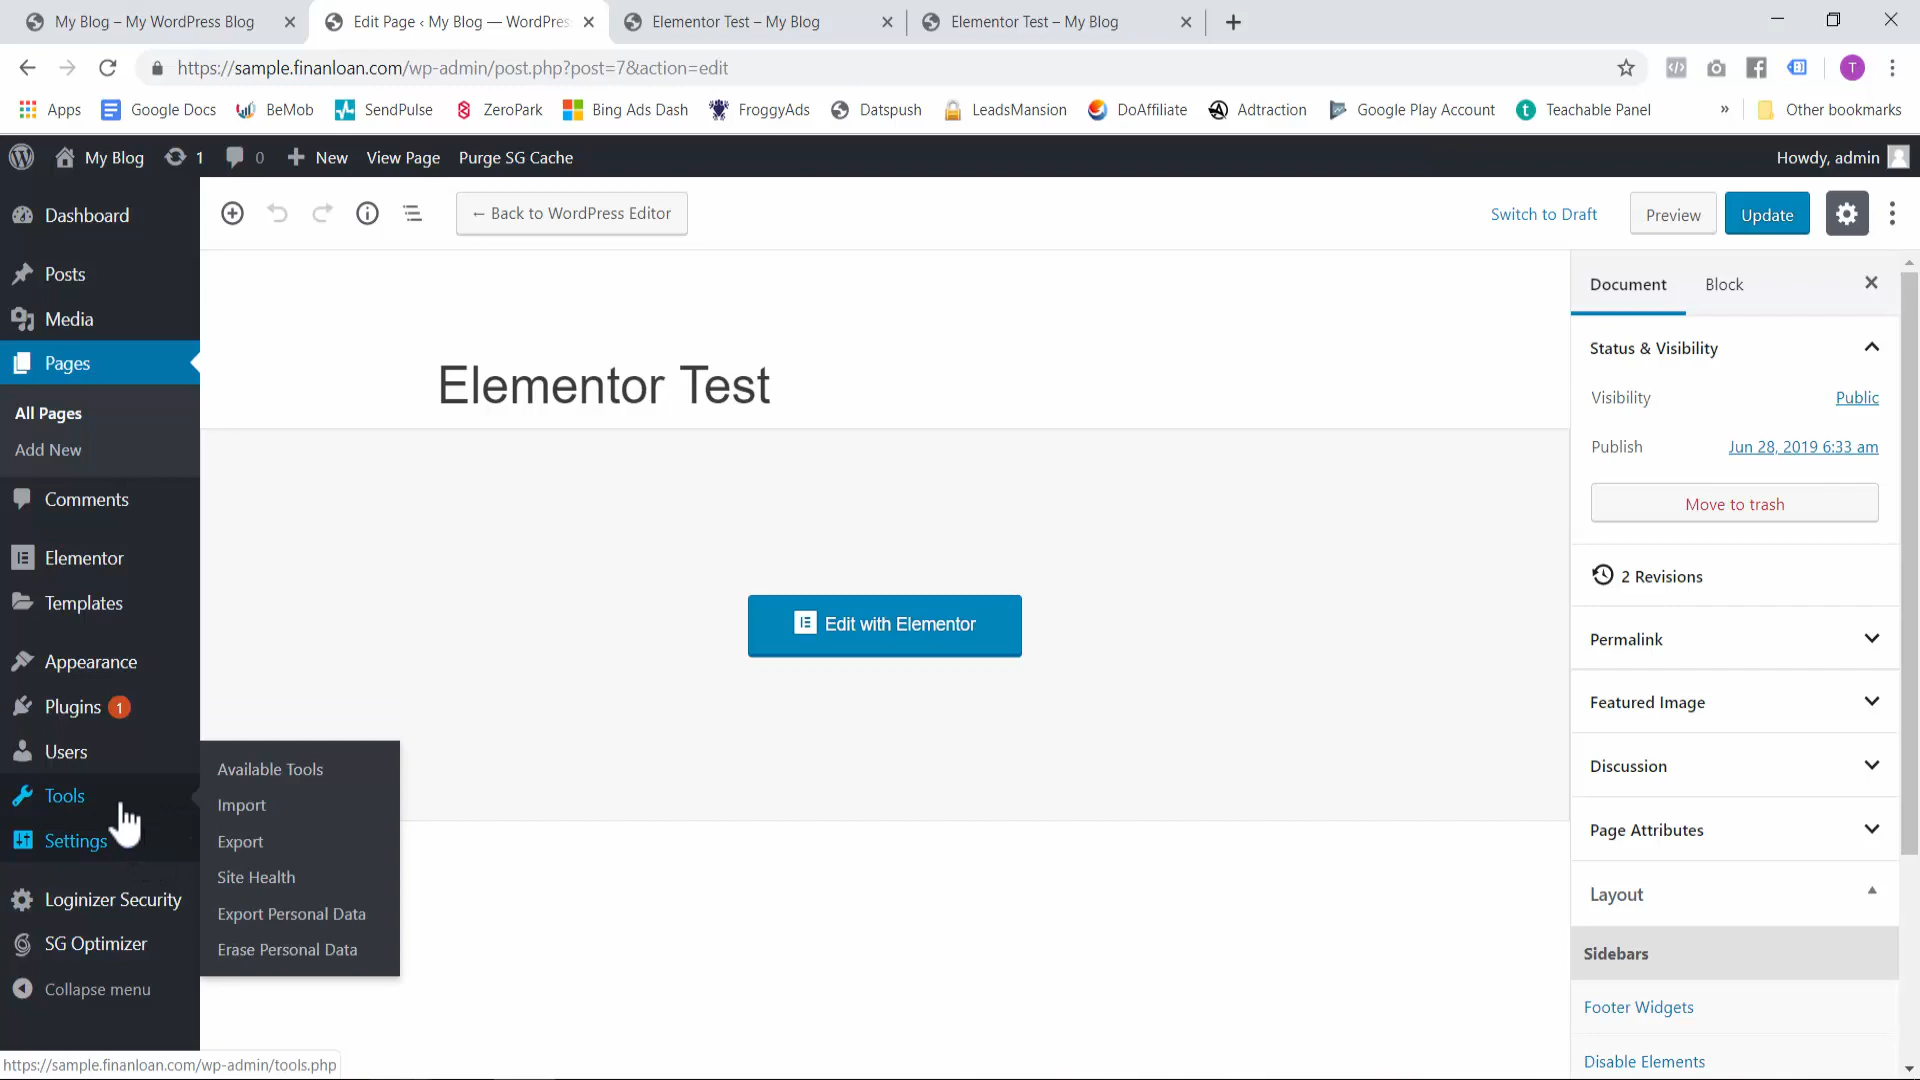 My Blog – My WordPress Blog
Edit Page ‹ My Blog — WordPres
Elementor Test – My Blog
Elementor Test – My Blog
https://sample.finanloan.com/wp-admin/post.php?post=7&action=edit
T
Apps
Google Docs
BeMob
SendPulse
ZeroPark
Bing Ads Dash
FroggyAds
Datspush
LeadsMansion
DoAffiliate
Adtraction
Google Play Account
Teachable Panel
»
Other bookmarks
My Blog
1
0
New
View Page
Purge SG Cache
Howdy, admin
Dashboard
Posts
Media
Pages
All Pages
Add New
Comments
Elementor
Templates
Appearance
Plugins 1
Users
Tools
Settings
Loginizer Security
SG Optimizer
Collapse menu
Available Tools
Import
Export
Site Health
Export Personal Data
Erase Personal Data
← Back to WordPress Editor
Switch to Draft
Preview
Update
Elementor Test
Edit with Elementor
Document
Block
Status & Visibility
Visibility
Public
Publish
Jun 28, 2019 6:33 am
Move to trash
2 Revisions
Permalink
Featured Image
Discussion
Page Attributes
Layout
Sidebars
Footer Widgets
Disable Elements
https://sample.finanloan.com/wp-admin/tools.php